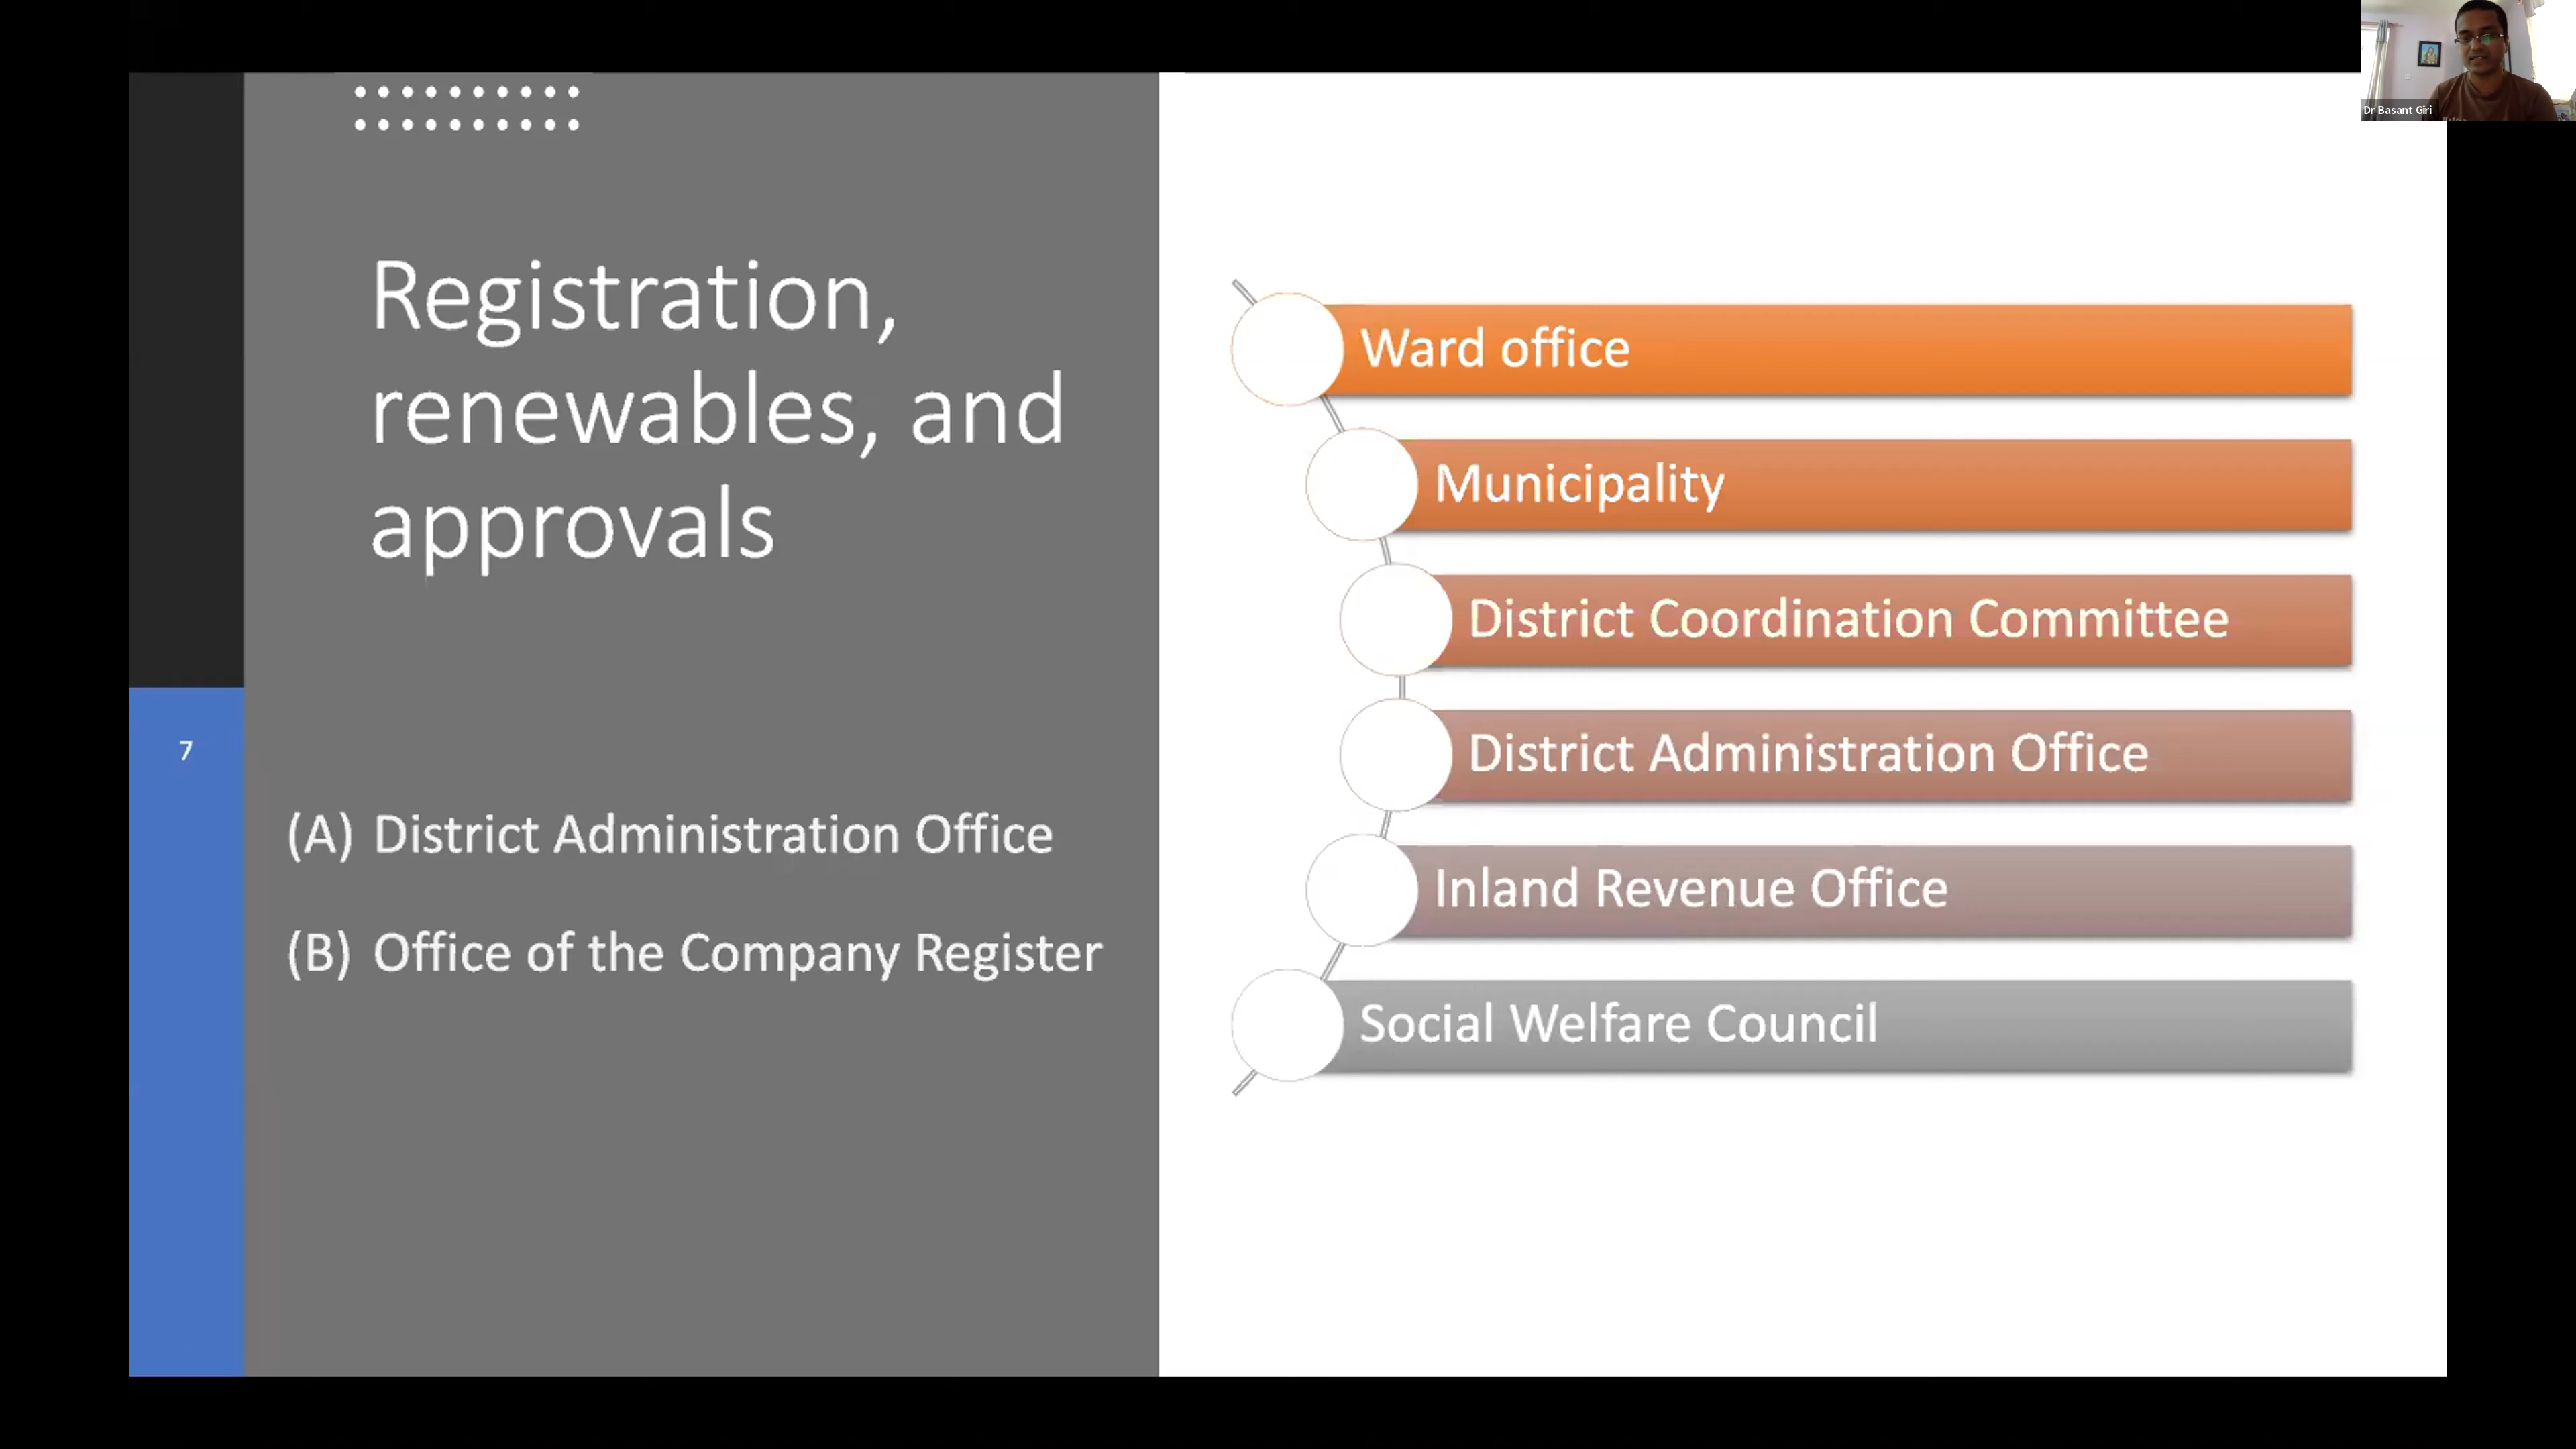 Dr Basant Giri
Registration,
renewables, and
approvals
7
(A) District Administration Office
(B) Office of the Company Register
Ward office
Municipality
District Coordination Committee
District Administration Office
Inland Revenue Office
Social Welfare Council